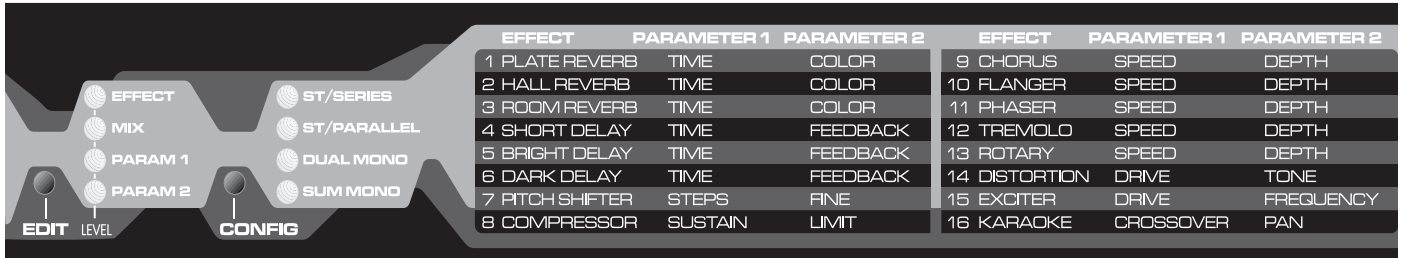 EFFECT
MIX
PARAM 1
PARAM 2
EDIT LEVEL
ST/SERIES
ST/PARALLEL
DUAL MONO
SUM MONO
CONFIG
EFFECT PARAMETER 1 PARAMETER 2
1 PLATE REVERB TIME COLOR
2 HALL REVERB TIME COLOR
3 ROOM REVERB TIME COLOR
4 SHORT DELAY TIME FEEDBACK
5 BRIGHT DELAY TIME FEEDBACK
6 DARK DELAY TIME FEEDBACK
7 PITCH SHIFTER STEPS FINE
8 COMPRESSOR SUSTAIN LIMIT
EFFECT PARAMETER 1 PARAMETER 2
9 CHORUS SPEED DEPTH
10 FLANGER SPEED DEPTH
11 PHASER SPEED DEPTH
12 TREMOLO SPEED DEPTH
13 ROTARY SPEED DEPTH
14 DISTORTION DRIVE TONE
15 EXCITER DRIVE FREQUENCY
16 KARAOKE CROSSOVER PAN